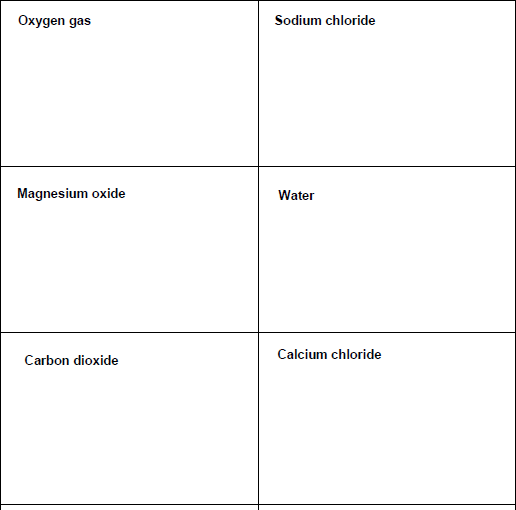 Oxygen gas
Sodium chloride
Magnesium oxide
Water
Carbon dioxide
Calcium chloride